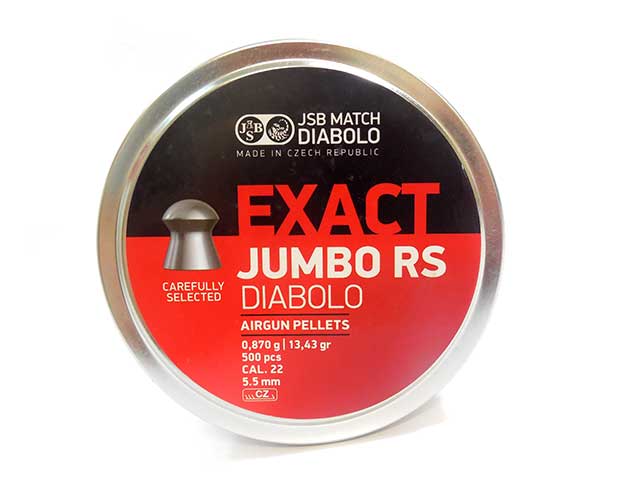 JSB
JSB MATCH
DIABOLO
MADE IN CZECH REPUBLIC
EXACT
JUMBO RS
DIABOLO
CAREFULLY
SELECTED
AIRGUN PELLETS
0,870 g | 13,43 gr
500 pcs
CAL. 22
5.5 mm
CZ